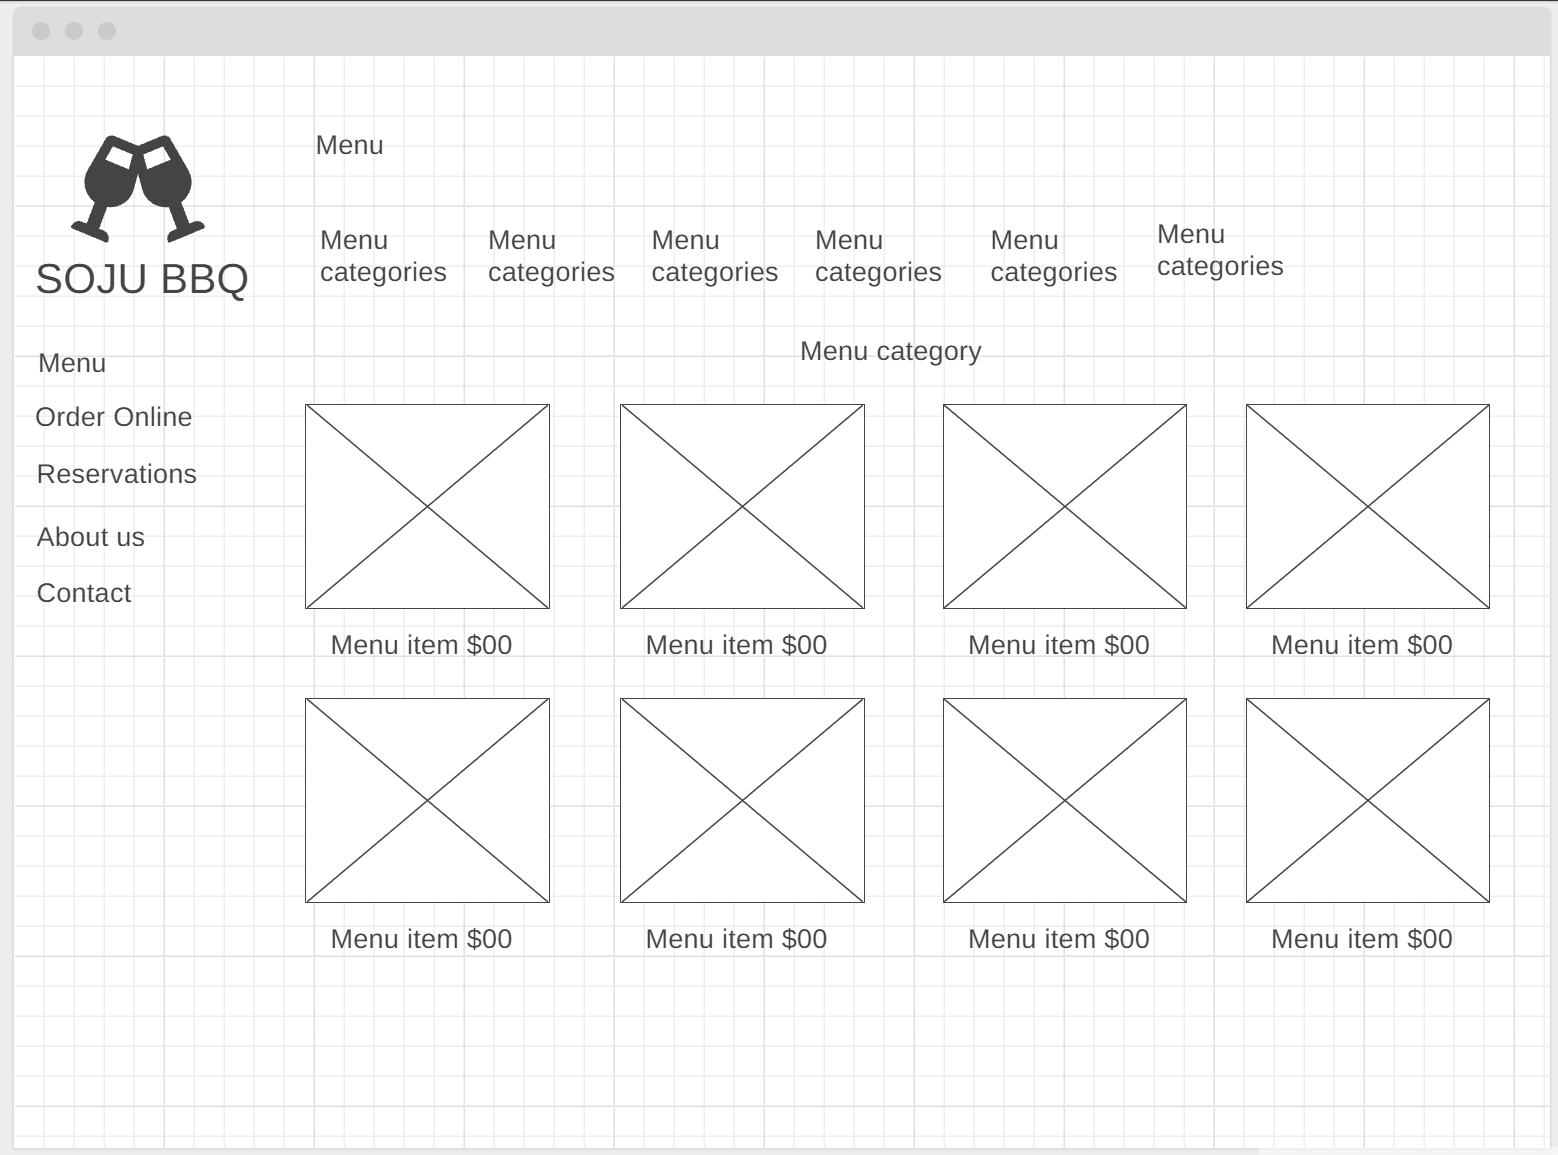 SOJU BBQ
Menu
Order Online
Reservations
About us
Contact
Menu
Menu
categories
Menu
categories
Menu
categories
Menu
categories
Menu
categories
Menu
categories
Menu category
Menu item $00
Menu item $00
Menu item $00
Menu item $00
Menu item $00
Menu item $00
Menu item $00
Menu item $00